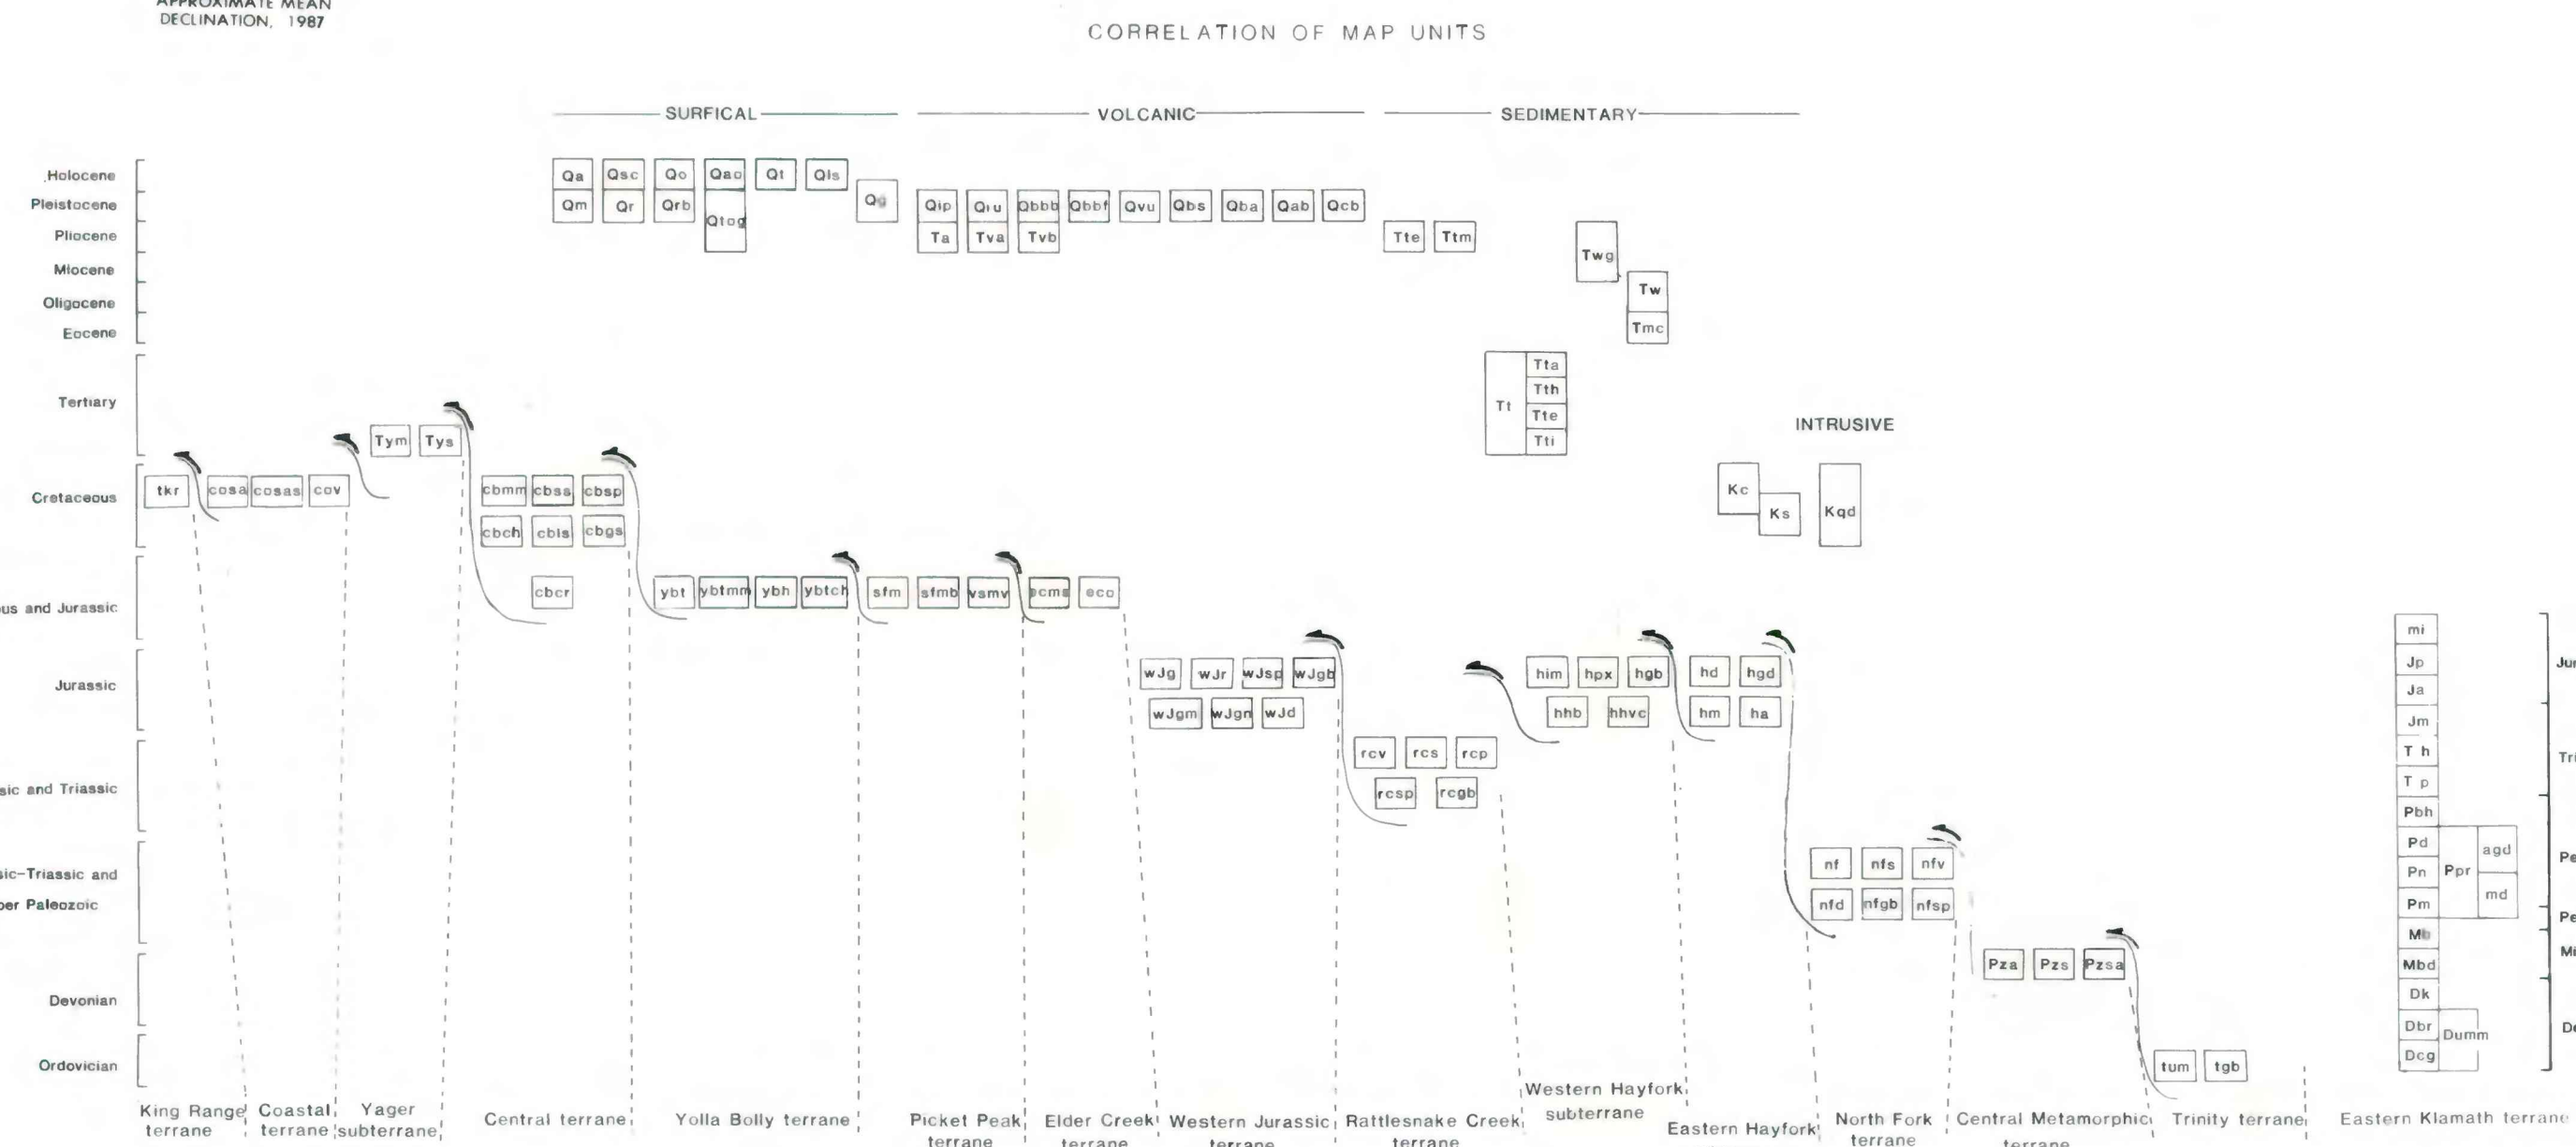 APPROXIMATE MEAN
DECLINATION, 1987
CORRELATION OF MAP UNITS
SURFICAL VOLCANIC SEDIMENTARY
Holocene Qa Qsc Qo Qao Qt Qls
Qg
Pleistocene Qm Qr Qrb Qip Qiu Qbbb Qbbf Qvu Qbs Qba Qab Qcb
Qtog
Pliocene Ta Tva Tvb Tte Ttm
Twg
Miocene
Tw
Oligocene
Eocene Tmc
Tta
Tth
Tertiary Tt
Tte
INTRUSIVE
Tym Tys Tti
tkr cosa cosas cov cbmm cbss cbsp Kc
Cretaceous
Ks Kqd
cbch cbls cbgs
cbcr ybt ybtmm ybh ybtch sfm sfmb vsmv ecms eco
us and Jurassic
mi
Jp
wJg wJr wJsp wJgb him hpx hgb hd hgd
Jurassic Ja
wJgm wJgn wJd hhb hhvc hm ha
Jm
rcv rcs rcp T h
T p
sic and Triassic rcsp rcgb
Pbh
Pd
agd
nf nfs nfv
sic-Triassic and Pn Ppr
md
per Paleozoic nfd nfgb nfsp Pm
Mb
Pza Pzs Pzsa Mbd
Dk
Devonian
Dbr
Dumm
Dcg
Ordovician tum tgb
King Range Coastal Yager Central terrane Yolla Bolly terrane Picket Peak Elder Creek Western Jurassic Rattlesnake Creek Western Hayfork Eastern Hayfork North Fork Central Metamorphic Trinity terrane Eastern Klamath terrane
terrane terrane subterrane terrane terrane terrane terrane subterrane terrane terrane